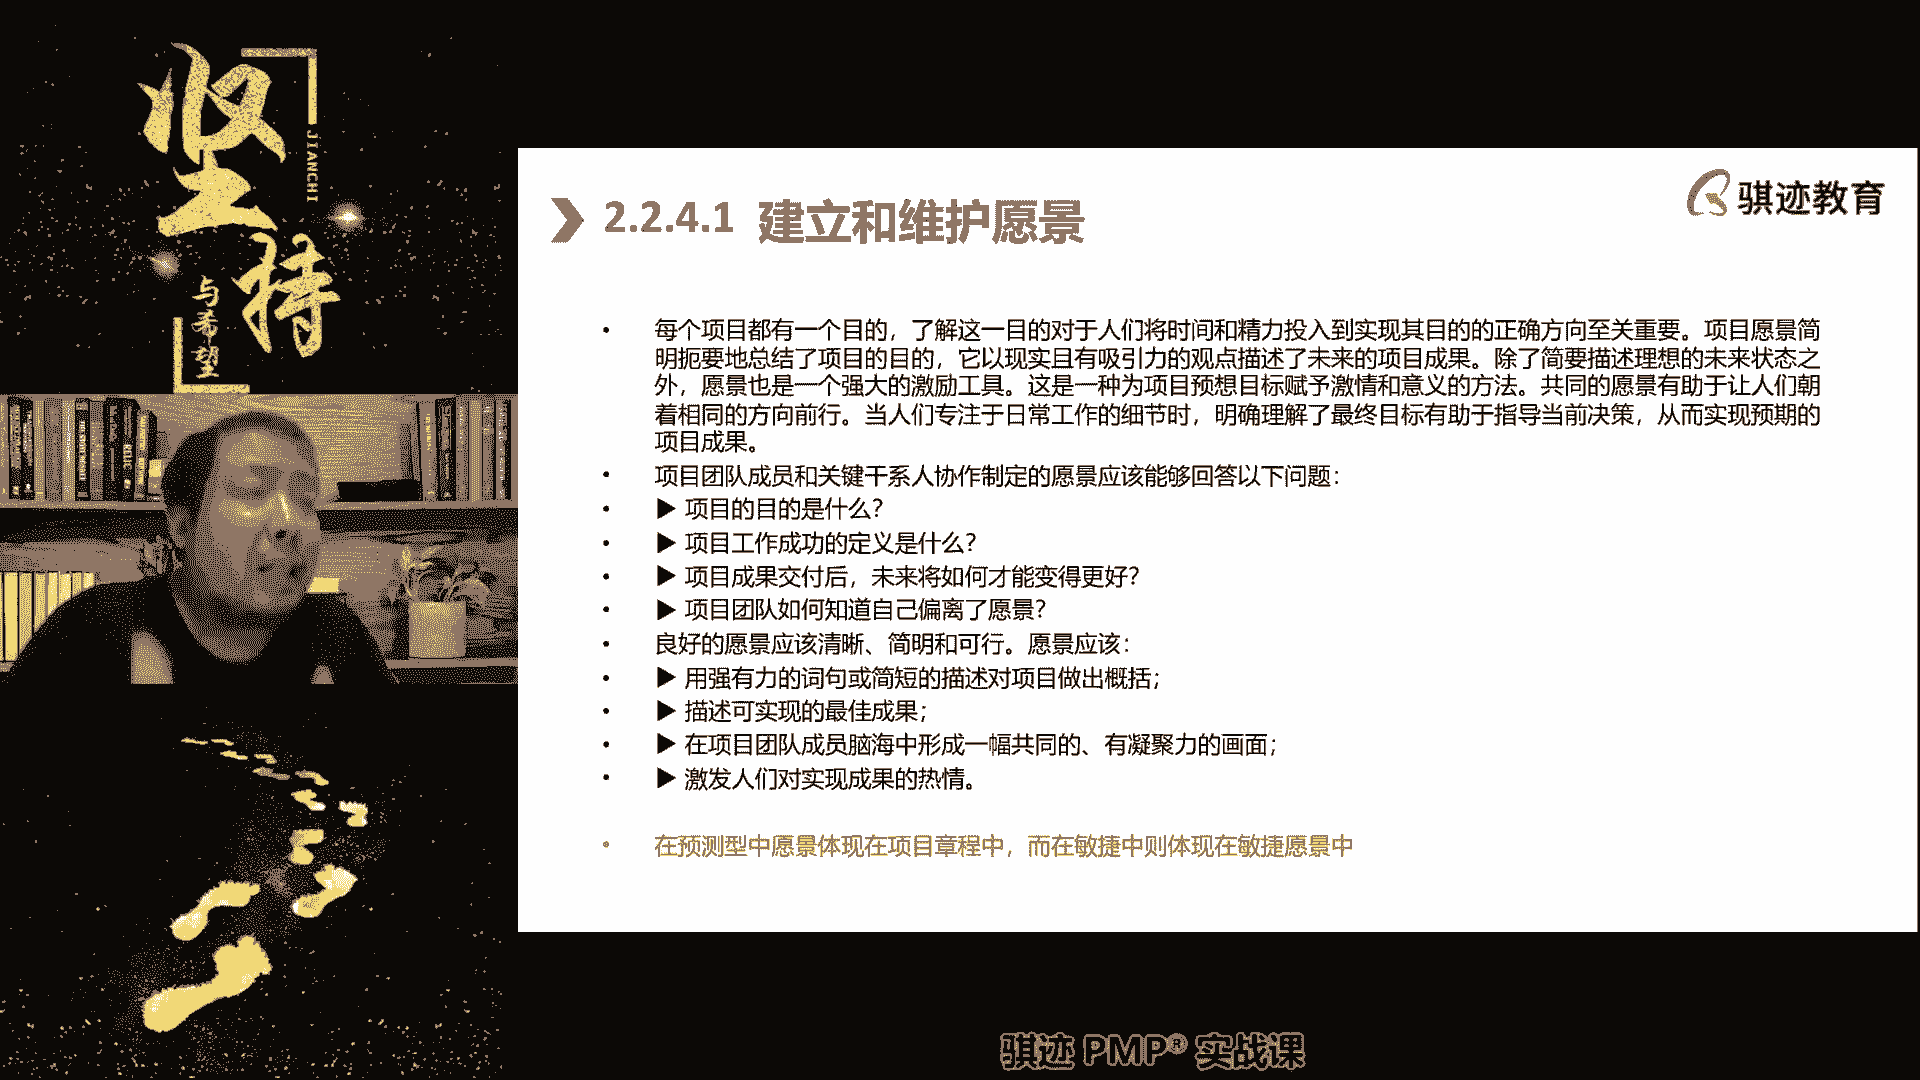 坚持
JIANCHI
与希望
骐迹教育
2.2.4.1 建立和维护愿景
• 每个项目都有一个目的，了解这一目的对于人们将时间和精力投入到实现其目的的正确方向至关重要。项目愿景简
明扼要地总结了项目的目的，它以现实且有吸引力的观点描述了未来的项目成果。除了简要描述理想的未来状态之
外，愿景也是一个强大的激励工具。这是一种为项目预想目标赋予激情和意义的方法。共同的愿景有助于让人们朝
着相同的方向前行。当人们专注于日常工作的细节时，明确理解了最终目标有助于指导当前决策，从而实现预期的
项目成果。
• 项目团队成员和关键干系人协作制定的愿景应该能够回答以下问题：
• ▶ 项目的目的是什么？
• ▶ 项目工作成功的定义是什么？
• ▶ 项目成果交付后，未来将如何才能变得更好？
• ▶ 项目团队如何知道自己偏离了愿景？
• 良好的愿景应该清晰、简明和可行。愿景应该：
• ▶ 用强有力的词句或简短的描述对项目做出概括；
• ▶ 描述可实现的最佳成果；
• ▶ 在项目团队成员脑海中形成一幅共同的、有凝聚力的画面；
• ▶ 激发人们对实现成果的热情。
• 在预测型中愿景体现在项目章程中，而在敏捷中则体现在敏捷愿景中
骐迹 PMP® 实战课